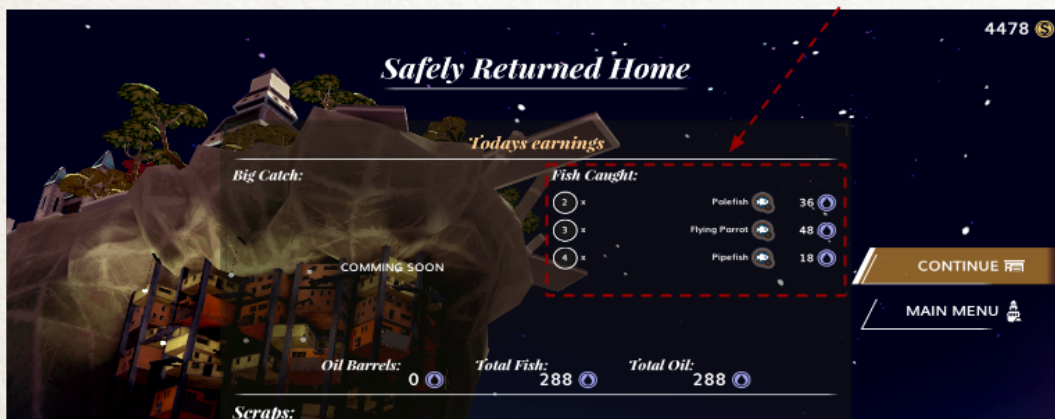 4478
Safely Returned Home
Todays earnings
Big Catch:
COMMING SOON
Fish Caught:
2 x Polefish 36
3 x Flying Parrot 48
4 x Pipefish 18
CONTINUE
MAIN MENU
Oil Barrels: Total Fish: Total Oil:
0 288 288
Scraps: